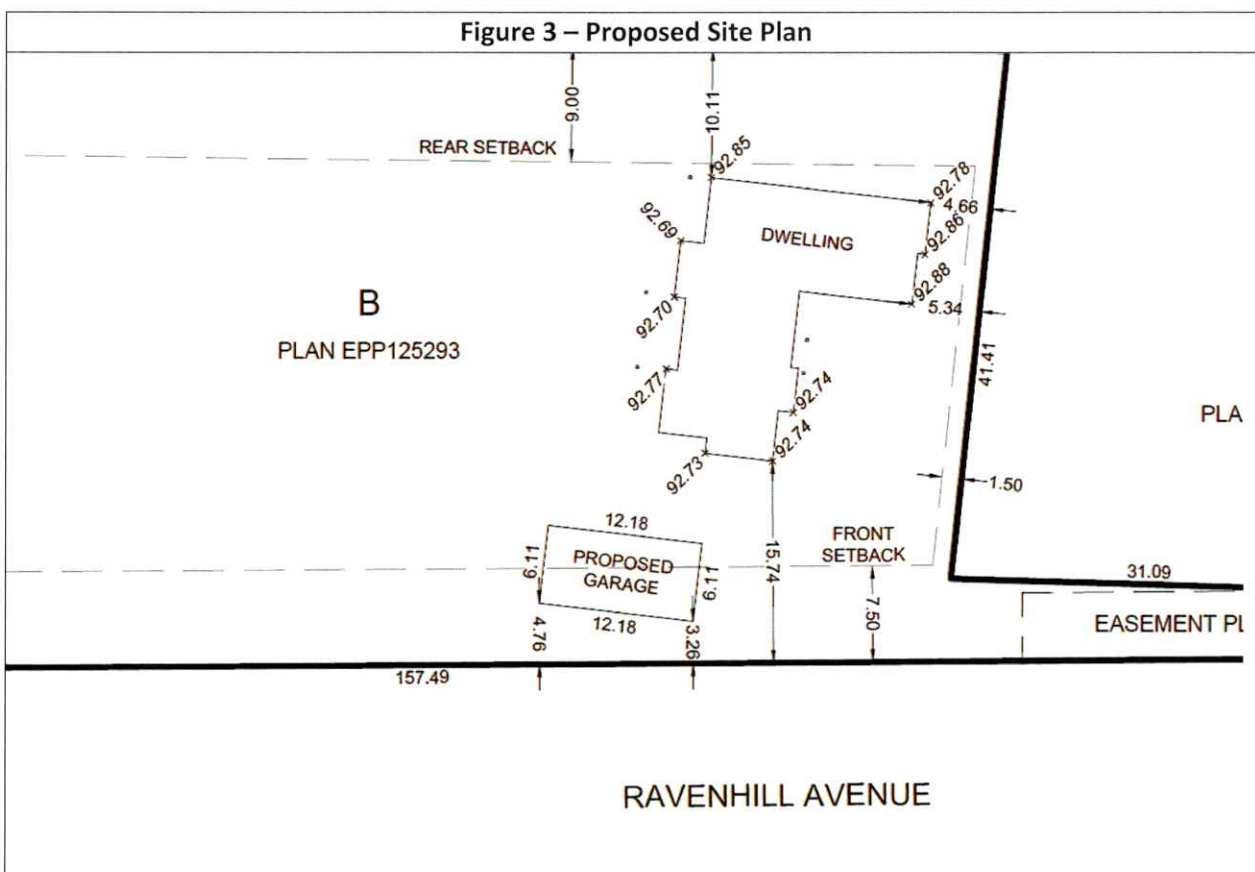 Figure 3 – Proposed Site Plan
9.00
10.11
REAR SETBACK
92.85
92.78
4.66
92.69
DWELLING
92.86
B
92.88
92.70
5.34
PLAN EPP125293
41.41
92.77
92.74
PLA
92.74
92.73
1.50
12.18
15.74
FRONT
SETBACK
6.11
PROPOSED
GARAGE
6.11
31.09
7.50
12.18
4.76
3.26
EASEMENT PL
157.49
RAVENHILL AVENUE